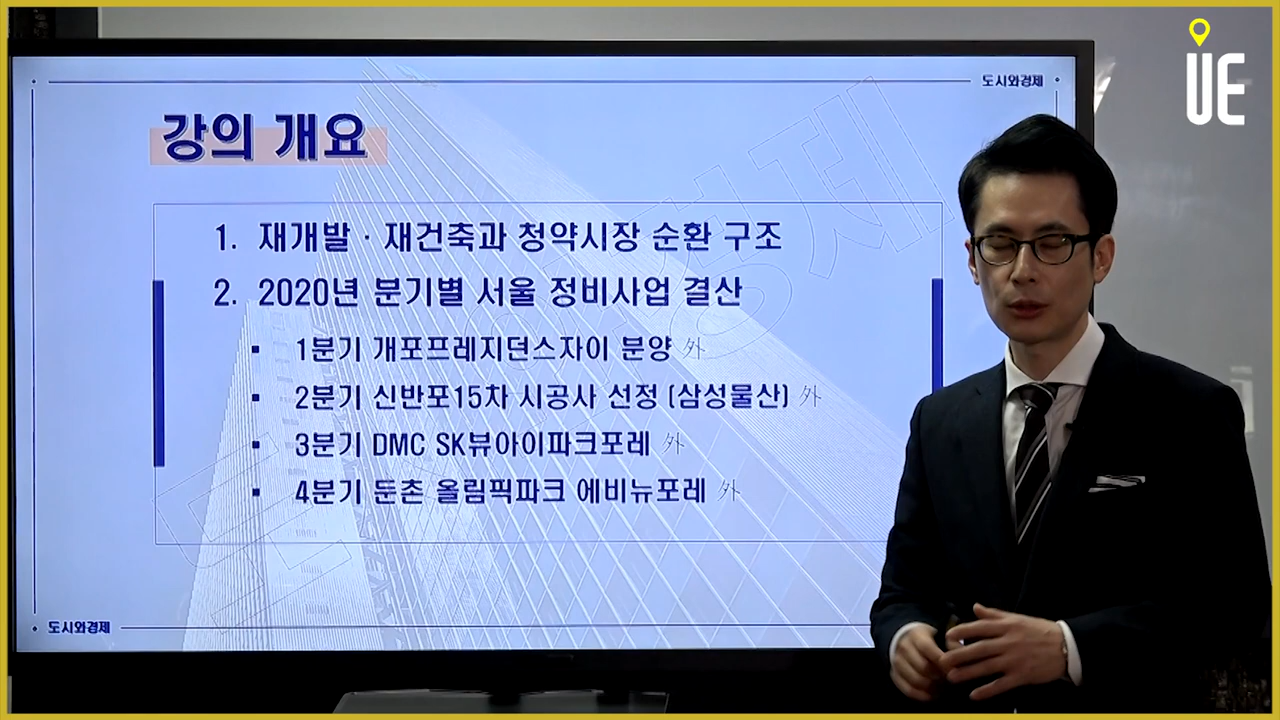 도시와경제
UE
강의 개요
1. 재개발 · 재건축과 청약시장 순환 구조
2. 2020년 분기별 서울 정비사업 결산
▪ 1분기 개포프레지던스자이 분양 外
▪ 2분기 신반포15차 시공사 선정 (삼성물산) 外
▪ 3분기 DMC SK뷰아이파크포레 外
▪ 4분기 둔촌 올림픽파크 에비뉴포레 外
도시와경제